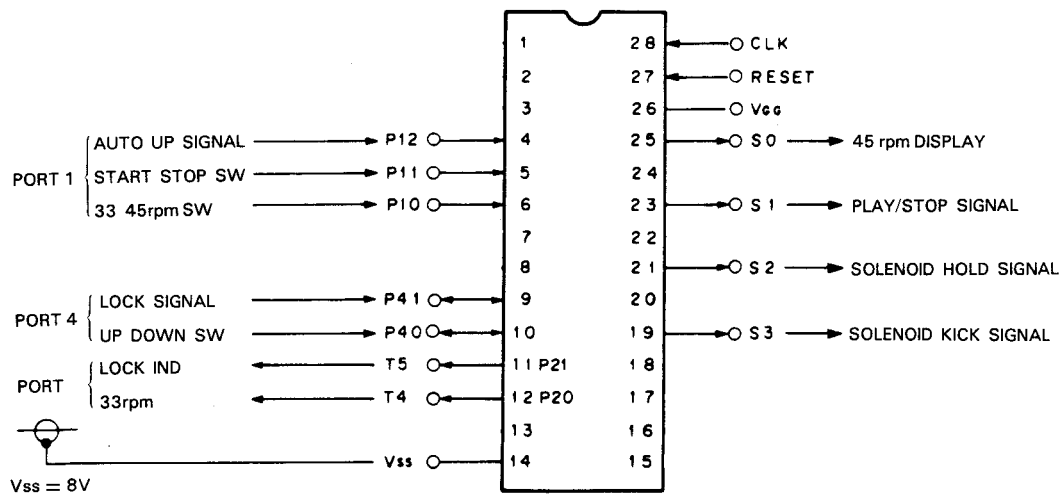 1 28 CLK
2 27 RESET
3 26 VGG
AUTO UP SIGNAL P12 4 25 S0 45 rpm DISPLAY
PORT 1 START STOP SW P11 5 24
33 45rpm SW P10 6 23 S1 PLAY/STOP SIGNAL
7 22
8 21 S2 SOLENOID HOLD SIGNAL
LOCK SIGNAL P41 9 20
PORT 4
UP DOWN SW P40 10 19 S3 SOLENOID KICK SIGNAL
LOCK IND T5 11 P21 18
PORT
33rpm T4 12 P20 17
13 16
Vss 14 15
Vss = 8V